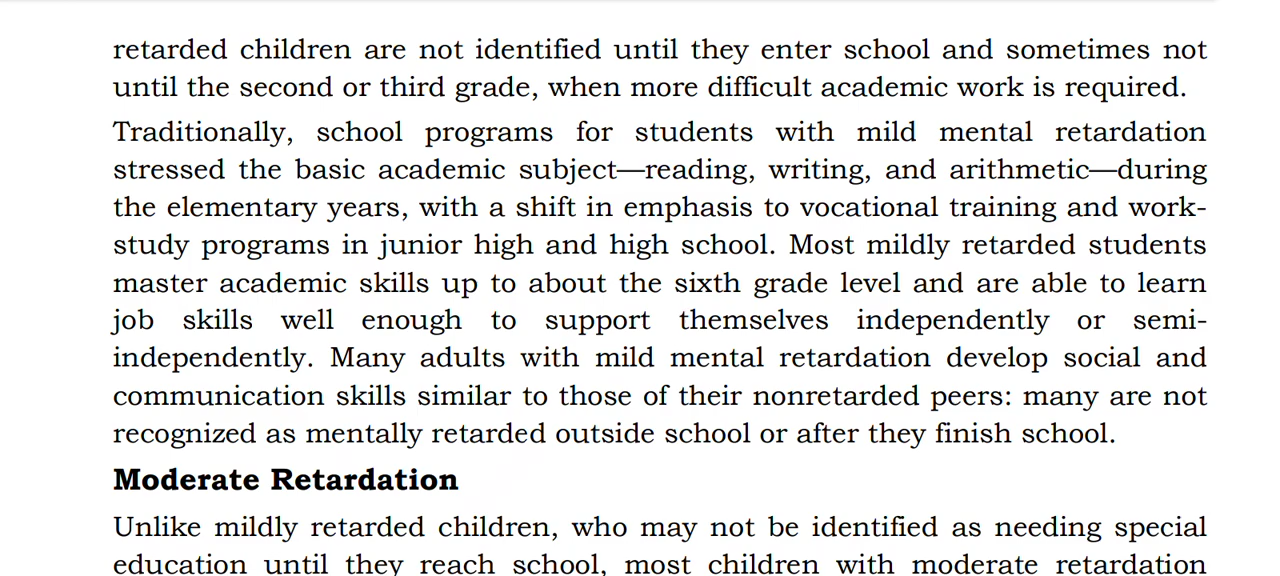 retarded children are not identified until they enter school and sometimes not
until the second or third grade, when more difficult academic work is required.
Traditionally, school programs for students with mild mental retardation
stressed the basic academic subject—reading, writing, and arithmetic—during
the elementary years, with a shift in emphasis to vocational training and work-
study programs in junior high and high school. Most mildly retarded students
master academic skills up to about the sixth grade level and are able to learn
job skills well enough to support themselves independently or semi-
independently. Many adults with mild mental retardation develop social and
communication skills similar to those of their nonretarded peers: many are not
recognized as mentally retarded outside school or after they finish school.
Moderate Retardation
Unlike mildly retarded children, who may not be identified as needing special
education until they reach school, most children with moderate retardation